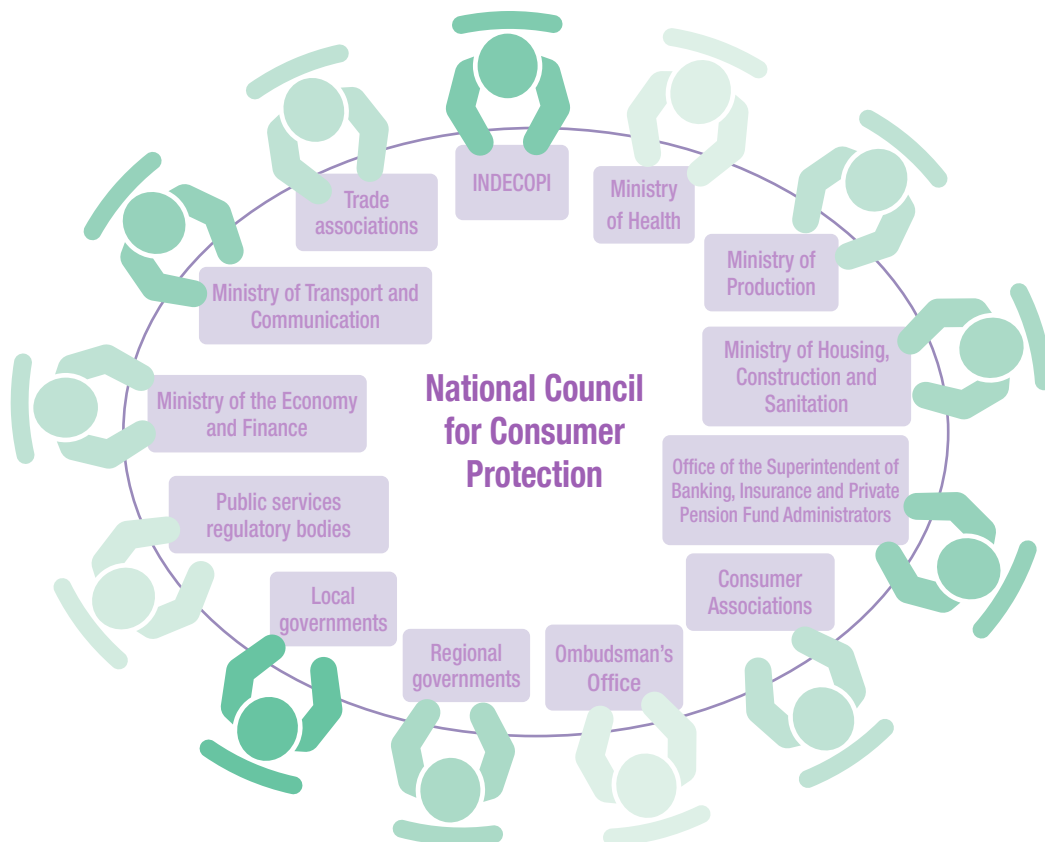 INDECOPI
Ministry
of Health
Ministry of
Production
Ministry of Housing,
Construction and
Sanitation
Office of the Superintendent of
Banking, Insurance and Private
Pension Fund Administrators
Consumer
Associations
Ombudsman's
Office
Regional
governments
Local
governments
Public services
regulatory bodies
Ministry of the Economy
and Finance
Ministry of Transport and
Communication
Trade
associations
National Council
for Consumer
Protection